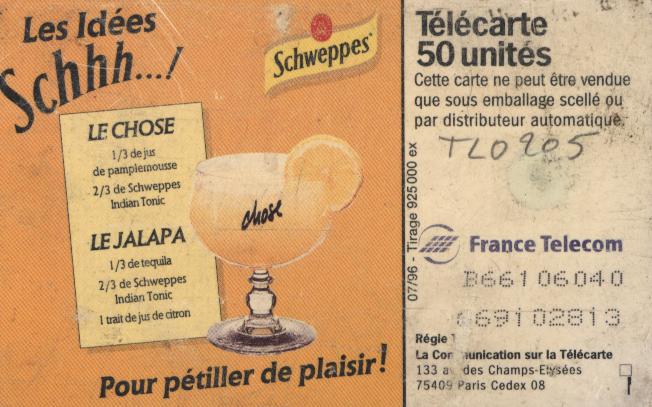 Les Idées
Schhh...!
Schweppes
LE CHOSE
1/3 de jus
de pamplemousse
2/3 de Schweppes
Indian Tonic
LE JALAPA
1/3 de tequila
2/3 de Schweppes
Indian Tonic
1 trait de jus de citron
chose
Pour pétiller de plaisir!
Télécarte
50 unités
Cette carte ne peut être vendue
que sous emballage scellé ou
par distributeur automatique.
TL0205
07/96 - Tirage 925000 ex
France Telecom
B66106040
669102813
Régie
La Communication sur la Télécarte
133 av des Champs-Elysées
75409 Paris Cedex 08